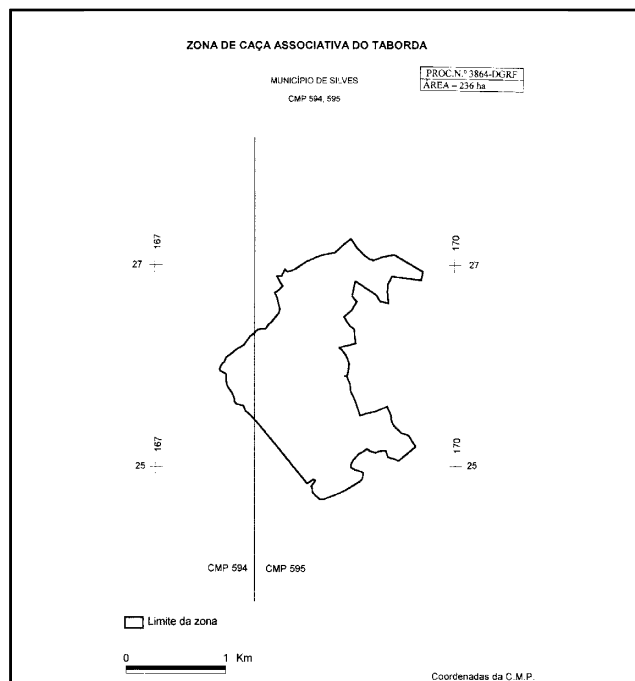 ZONA DE CAÇA ASSOCIATIVA DO TABORDA
MUNICÍPIO DE SILVES
PROC.N.º 3864-DGRF
ÁREA – 236 ha
CMP 594, 595
167
170
27
27
167
170
25
25
CMP 594
CMP 595
Limite da zona
0
1 Km
Coordenadas da C.M.P.